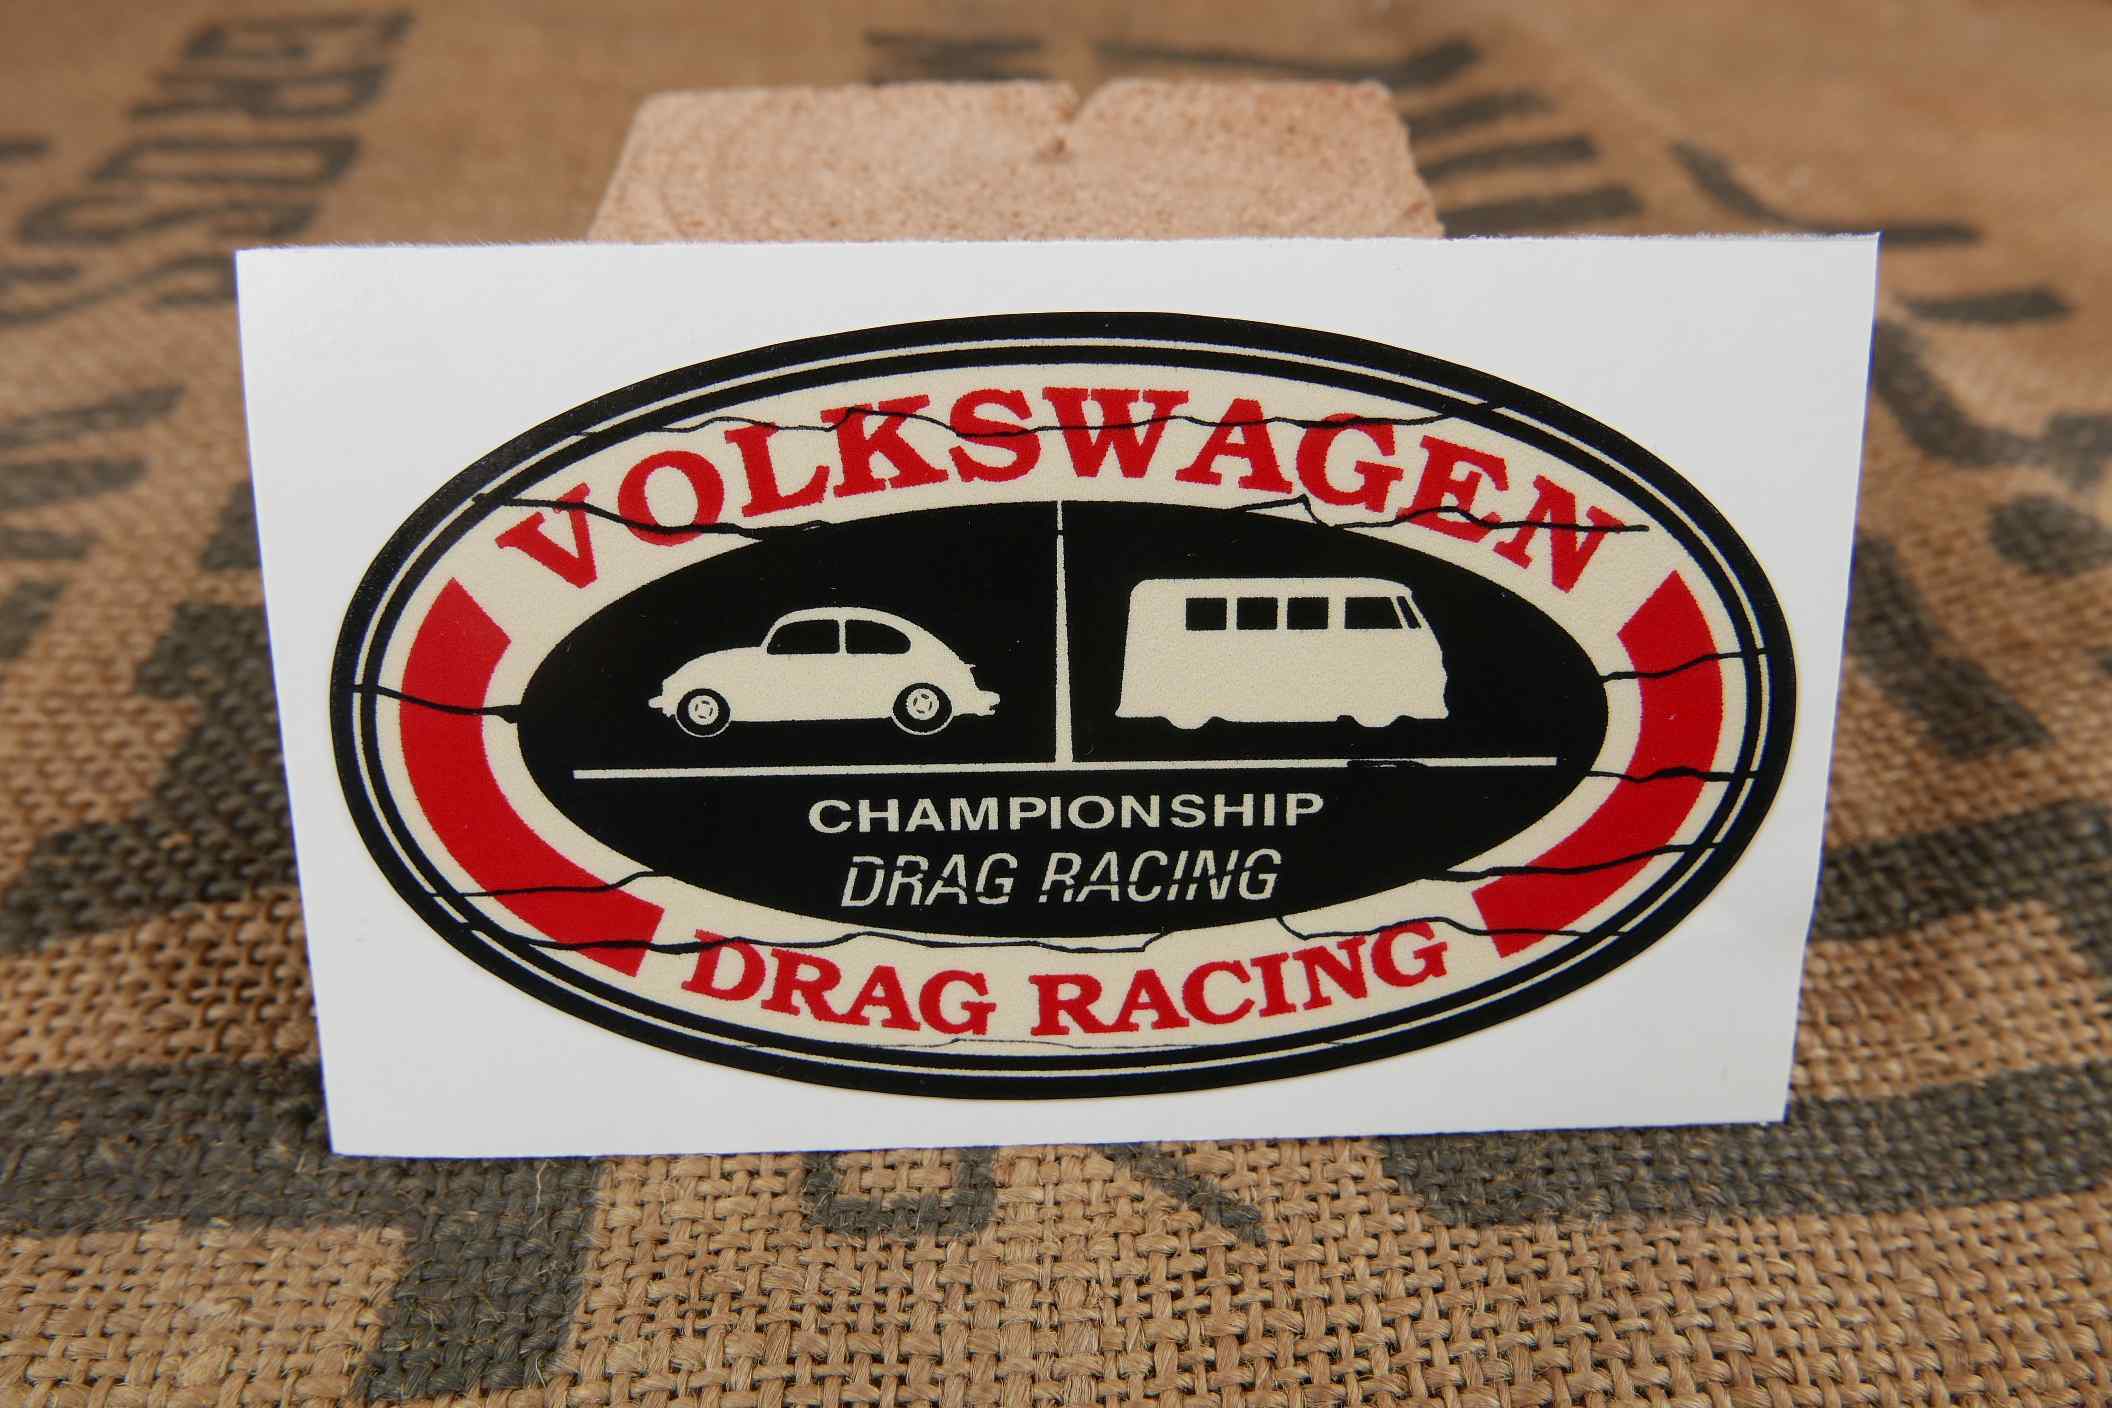 VOLKSWAGEN
CHAMPIONSHIP
DRAG RACING
DRAG RACING